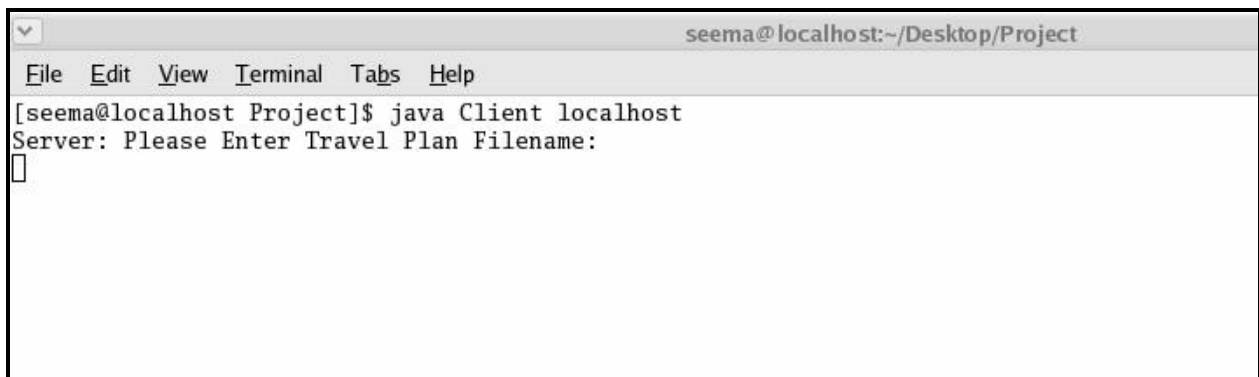 seema@localhost:~/Desktop/Project
File Edit View Terminal Tabs Help
[seema@localhost Project]$ java Client localhost
Server: Please Enter Travel Plan Filename: